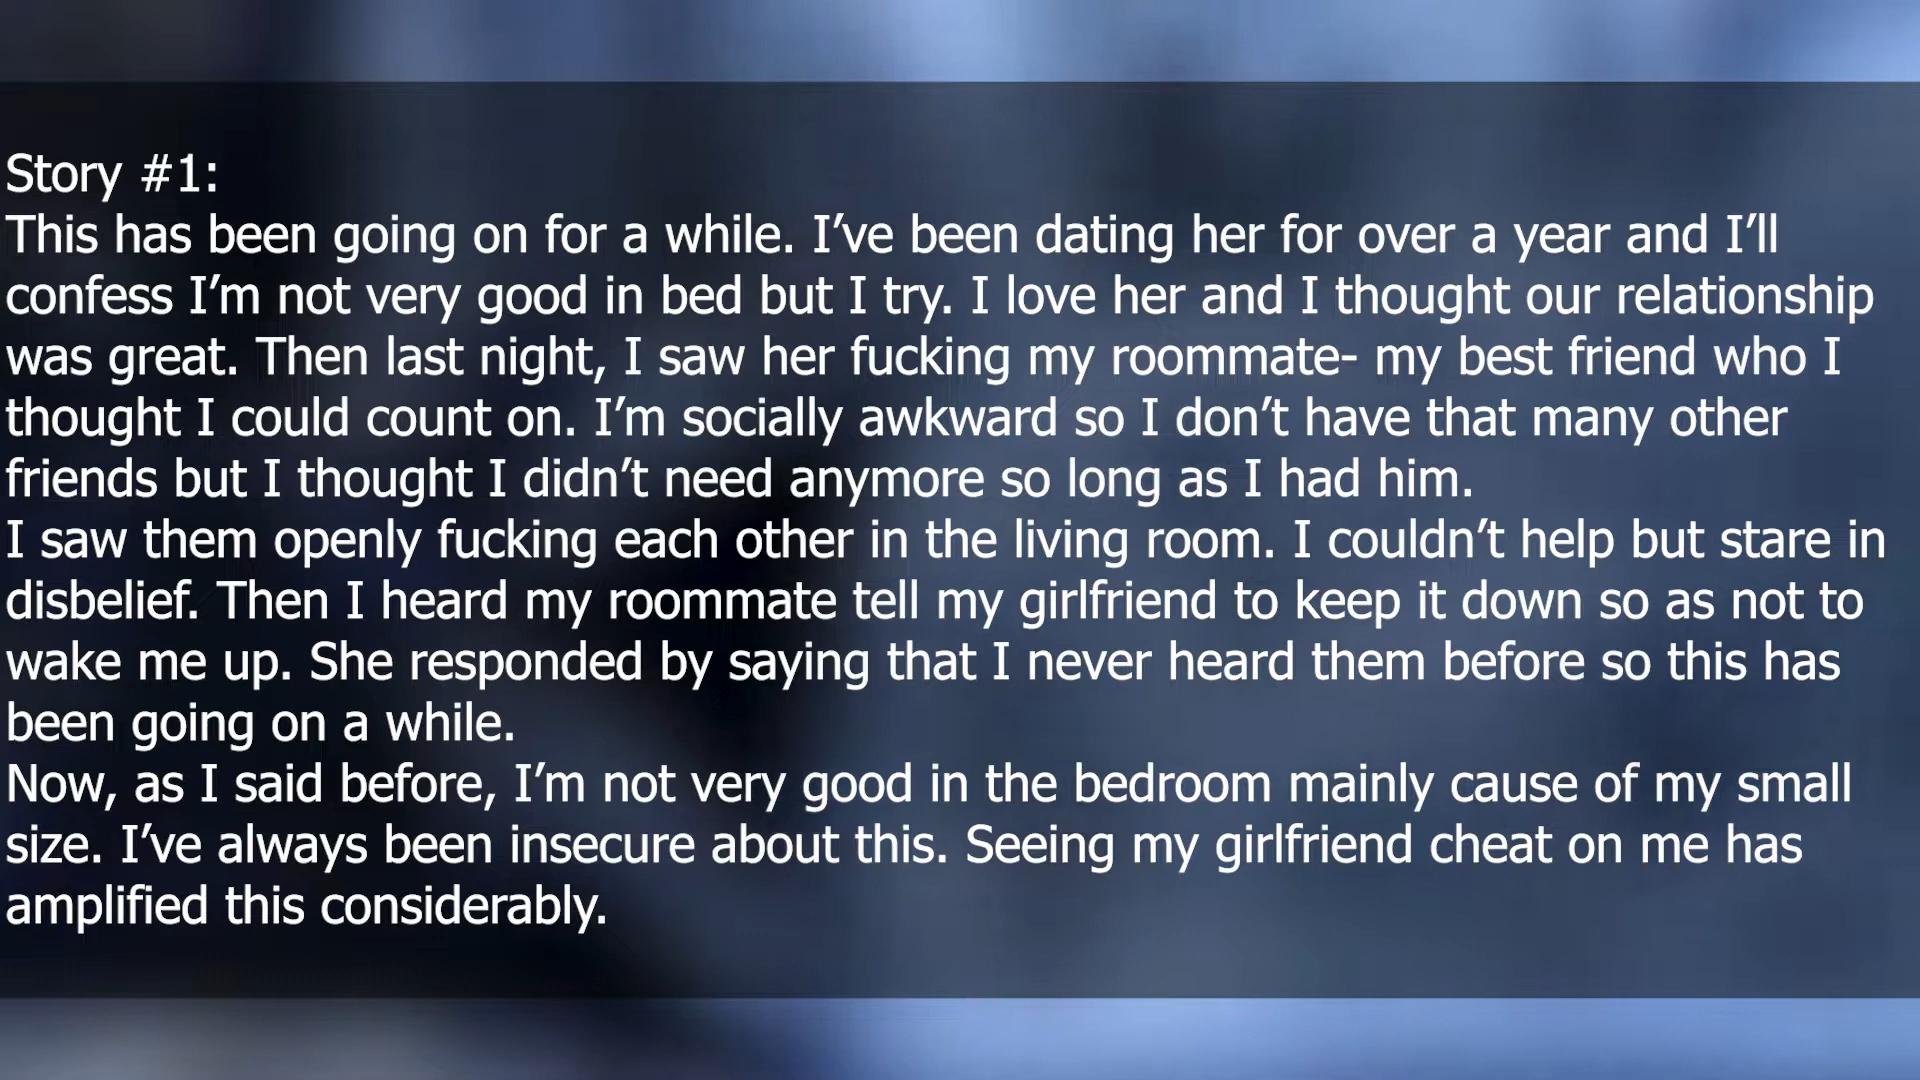 Story #1:
This has been going on for a while. I’ve been dating her for over a year and I’ll
confess I’m not very good in bed but I try. I love her and I thought our relationship
was great. Then last night, I saw her fucking my roommate- my best friend who I
thought I could count on. I’m socially awkward so I don’t have that many other
friends but I thought I didn’t need anymore so long as I had him.
I saw them openly fucking each other in the living room. I couldn’t help but stare in
disbelief. Then I heard my roommate tell my girlfriend to keep it down so as not to
wake me up. She responded by saying that I never heard them before so this has
been going on a while.
Now, as I said before, I’m not very good in the bedroom mainly cause of my small
size. I’ve always been insecure about this. Seeing my girlfriend cheat on me has
amplified this considerably.